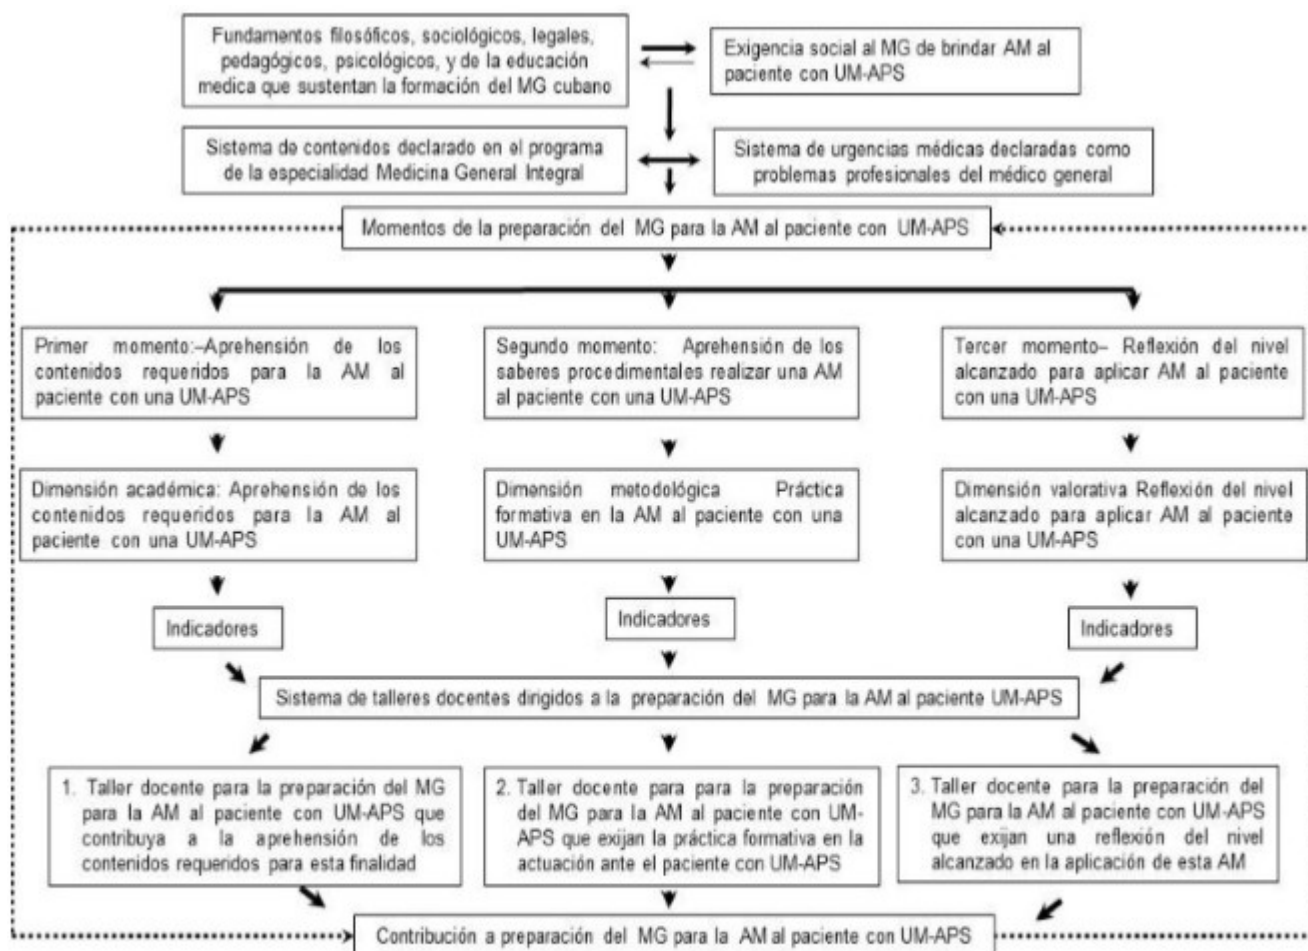 Fundamentos filosóficos, sociológicos, legales,
pedagógicos, psicológicos, y de la educación
medica que sustentan la formación del MG cubano
Exigencia social al MG de brindar AM al
paciente con UM-APS
Sistema de contenidos declarado en el programa
de la especialidad Medicina General Integral
Sistema de urgencias médicas declaradas como
problemas profesionales del médico general
Momentos de la preparación del MG para la AM al paciente con UM-APS
Primer momento:–Aprehensión de los
contenidos requeridos para la AM al
paciente con una UM-APS
Segundo momento: Aprehensión de los
saberes procedimentales realizar una AM
al paciente con una UM-APS
Tercer momento– Reflexión del nivel
alcanzado para aplicar AM al paciente
con una UM-APS
Dimensión académica: Aprehensión de los
contenidos requeridos para la AM al
paciente con una UM-APS
Dimensión metodológica Práctica
formativa en la AM al paciente con una
UM-APS
Dimensión valorativa Reflexión del nivel
alcanzado para aplicar AM al paciente
con una UM-APS
Indicadores
Indicadores
Indicadores
Sistema de talleres docentes dirigidos a la preparación del MG para la AM al paciente UM-APS
1. Taller docente para la preparación del MG
para la AM al paciente con UM-APS que
contribuya a la aprehensión de los
contenidos requeridos para esta finalidad
2. Taller docente para para la preparación
del MG para la AM al paciente con UM-
APS que exijan la práctica formativa en la
actuación ante el paciente con UM-APS
3. Taller docente para la preparación del
MG para la AM al paciente con UM-APS
que exijan una reflexión del nivel
alcanzado en la aplicación de esta AM
Contribución a preparación del MG para la AM al paciente con UM-APS